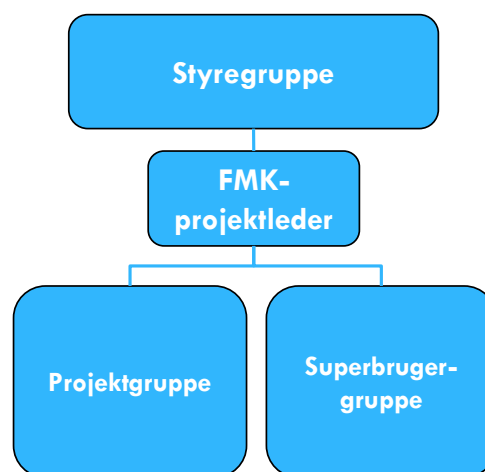 Styregruppe
FMK-
projektleder
Projektgruppe
Superbruger-
gruppe